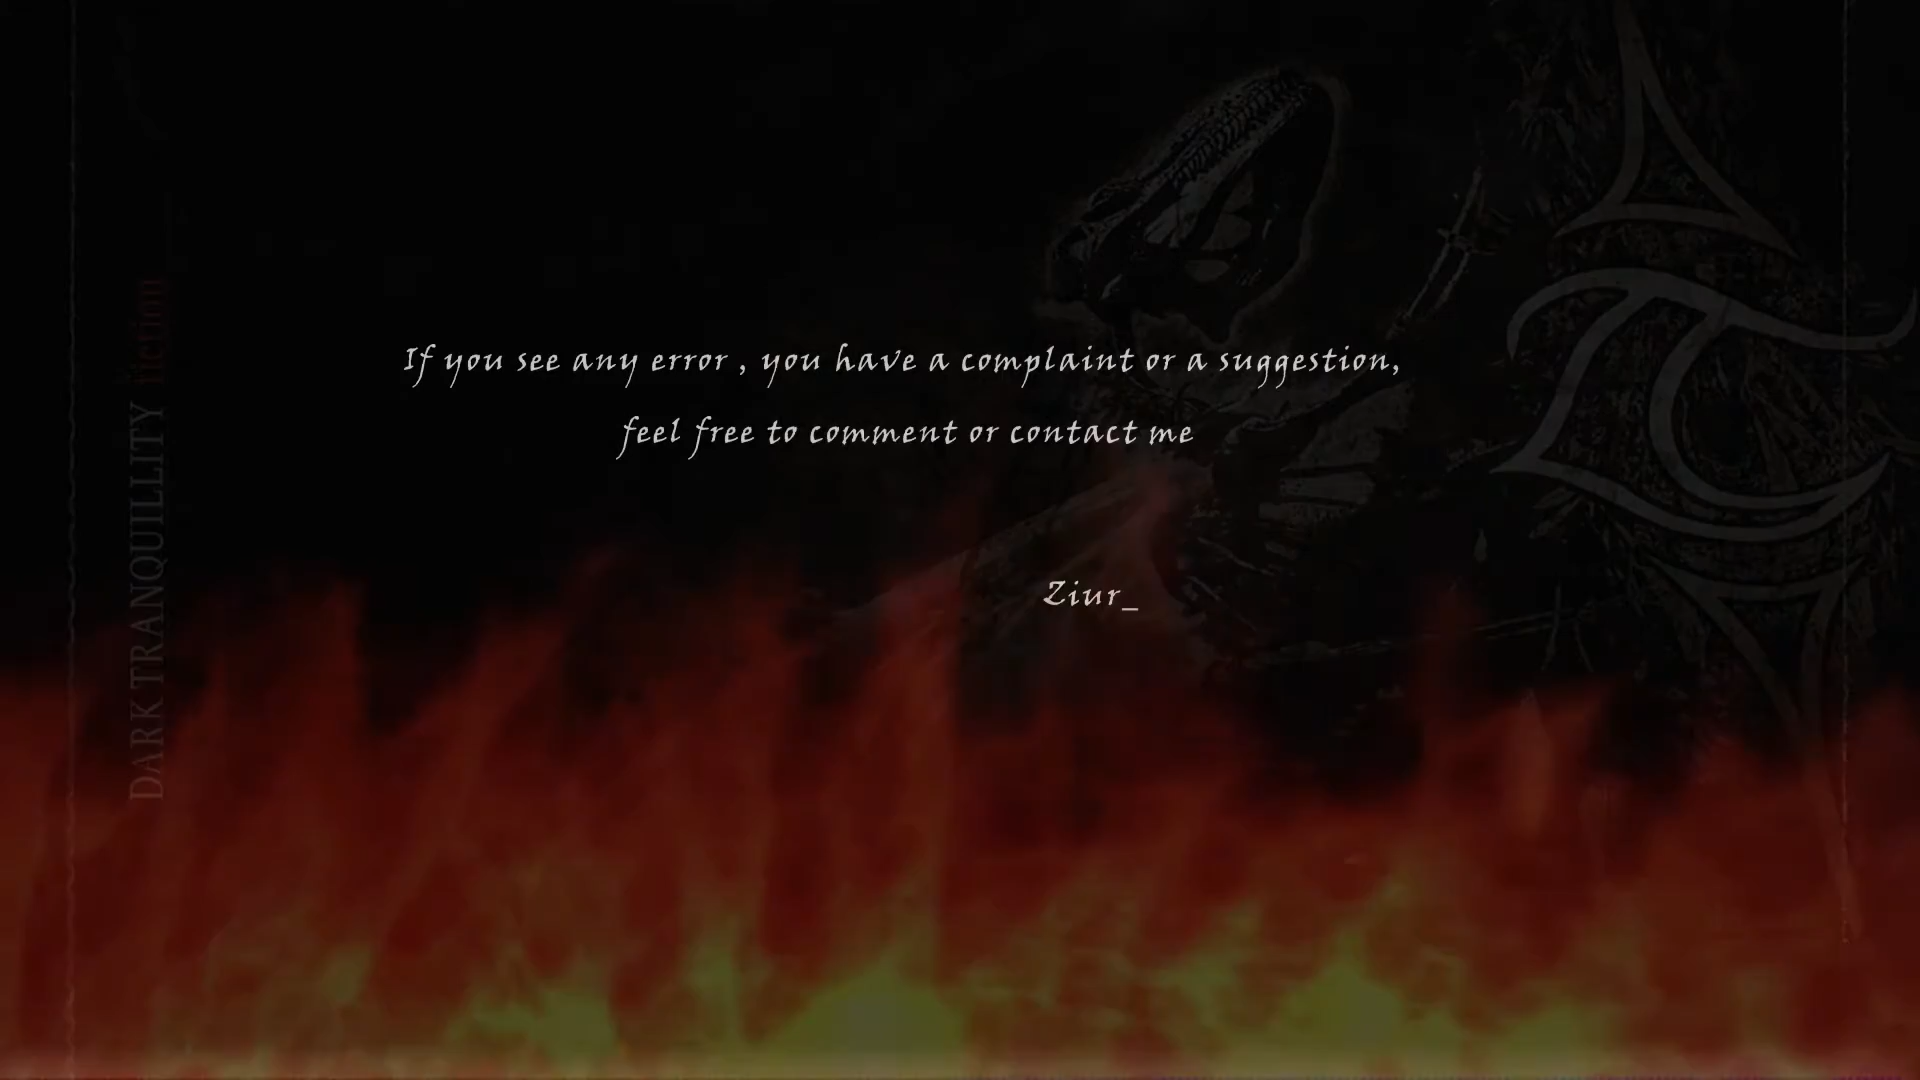 If you see any error , you have a complaint or a suggestion,
feel free to comment or contact me
Ziur_
DARK TRANQUILLITY fiction